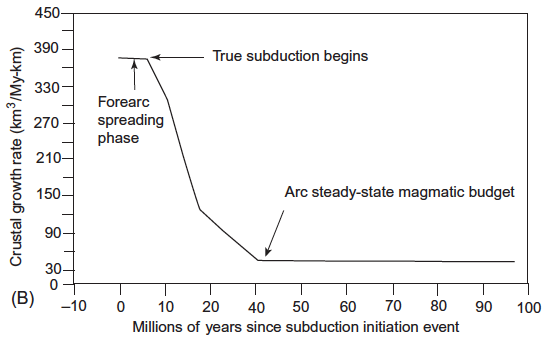 450
390
330
270
210
150
90
30
0
Crustal growth rate (km³/My-km)
True subduction begins
Forearc
spreading
phase
Arc steady-state magmatic budget
(B)
–10 0 10 20 40 50 60 70 80 90 100
Millions of years since subduction initiation event